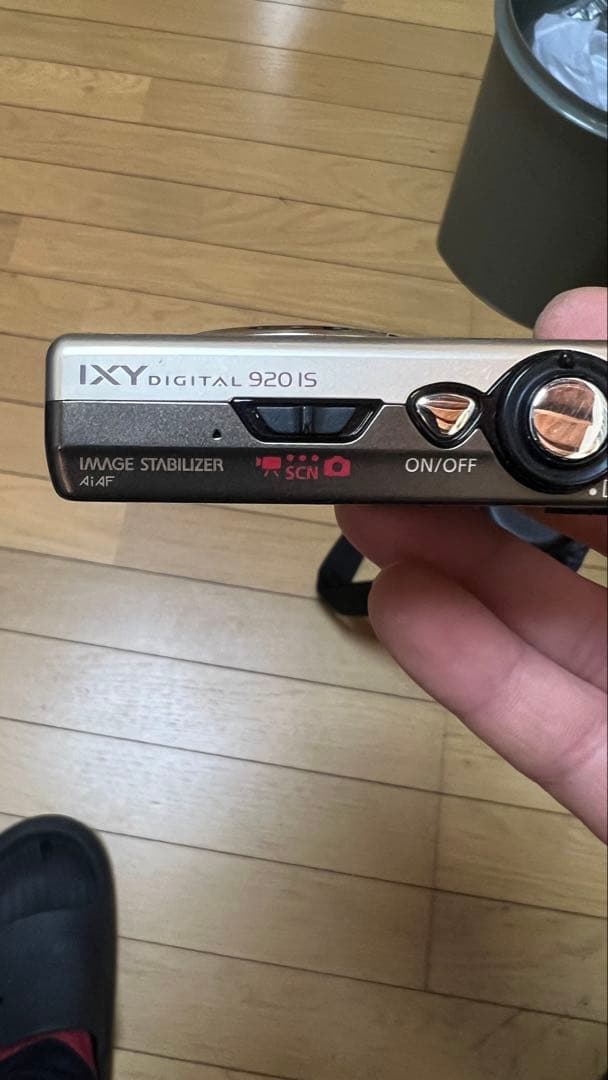 IXY DIGITAL 920 IS
IMAGE STABILIZER
AiAF
SCN
ON/OFF